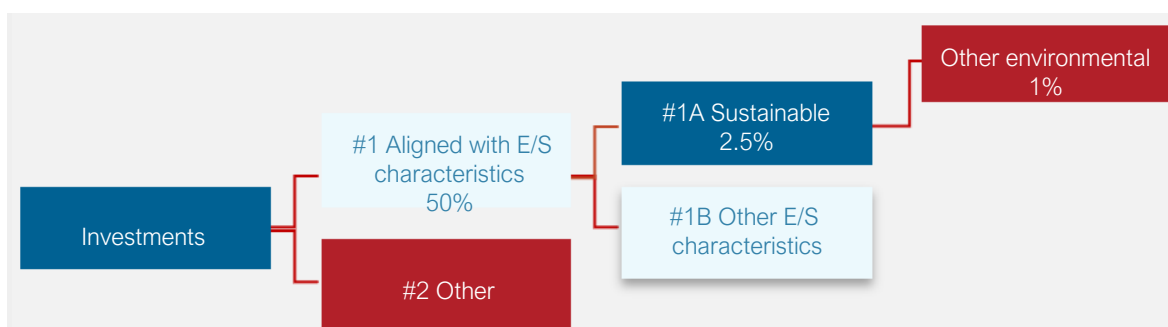 Investments
#1 Aligned with E/S
characteristics
50%
#2 Other
#1A Sustainable
2.5%
#1B Other E/S
characteristics
Other environmental
1%